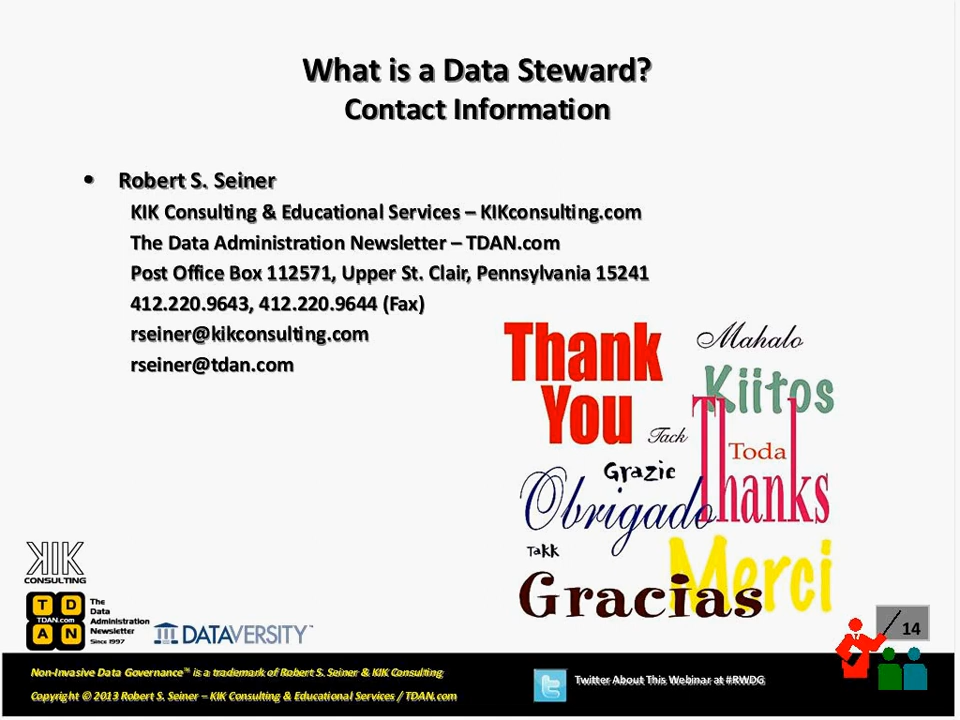 What is a Data Steward?
Contact Information
• Robert S. Seiner
KIK Consulting & Educational Services – KIKconsulting.com
The Data Administration Newsletter – TDAN.com
Post Office Box 112571, Upper St. Clair, Pennsylvania 15241
412.220.9643, 412.220.9644 (Fax)
rseiner@kikconsulting.com
rseiner@tdan.com
Thank
You
Mahalo
Kiitos
Tack
Toda
Thanks
Grazie
Obrigado
Takk
Merci
Gracias
KIK
CONSULTING
T D
TDAN.com
A N
The
Data
Administration
Newsletter
Since 1997
DATAVERSITY™
14
Non-Invasive Data Governance™ is a trademark of Robert S. Seiner & KIK Consulting
Copyright © 2013 Robert S. Seiner – KIK Consulting & Educational Services / TDAN.com
Twitter About This Webinar at #RWDG